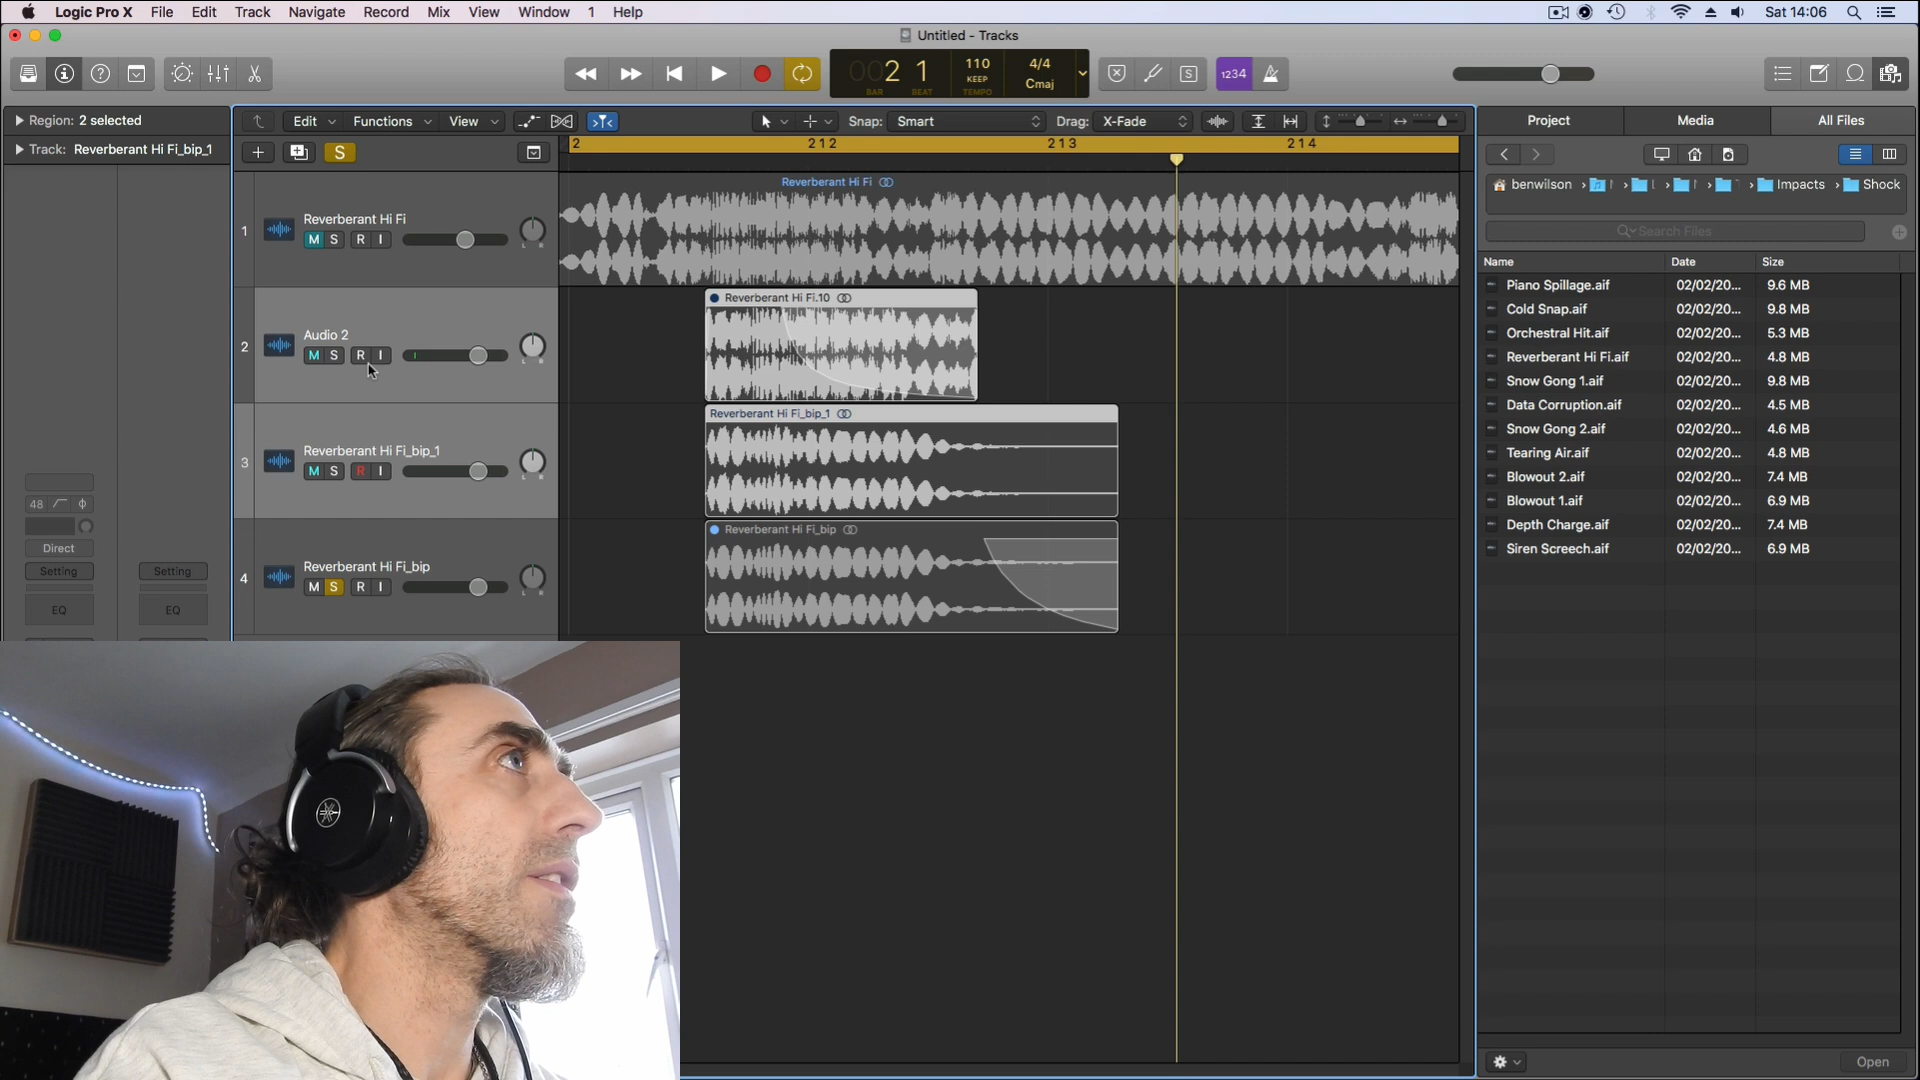 Logic Pro X File Edit Track Navigate Record Mix View Window 1 Help Sat 14:06
Untitled - Tracks
002 1 110 4/4
KEEP Cmaj
BAR BEAT TEMPO
S 1234
Region: 2 selected
Track: Reverberant Hi Fi_bip_1
Edit Functions View Snap: Smart Drag: X-Fade
S
2 2 1 2 2 1 3 2 1 4
1 Reverberant Hi Fi
M S R I
L R
Reverberant Hi Fi
2 Audio 2
M S R I
L R
Reverberant Hi Fi.10
3 Reverberant Hi Fi_bip_1
M S R I
L R
Reverberant Hi Fi_bip_1
4 Reverberant Hi Fi_bip
M S R I
L R
Reverberant Hi Fi_bip
48
Direct
Setting Setting
EQ EQ
Project Media All Files
benwilson Impacts Shock
Search Files
Name Date Size
Piano Spillage.aif 02/02/20... 9.6 MB
Cold Snap.aif 02/02/20... 9.8 MB
Orchestral Hit.aif 02/02/20... 5.3 MB
Reverberant Hi Fi.aif 02/02/20... 4.8 MB
Snow Gong 1.aif 02/02/20... 9.8 MB
Data Corruption.aif 02/02/20... 4.5 MB
Snow Gong 2.aif 02/02/20... 4.6 MB
Tearing Air.aif 02/02/20... 4.8 MB
Blowout 2.aif 02/02/20... 7.4 MB
Blowout 1.aif 02/02/20... 6.9 MB
Depth Charge.aif 02/02/20... 7.4 MB
Siren Screech.aif 02/02/20... 6.9 MB
Open